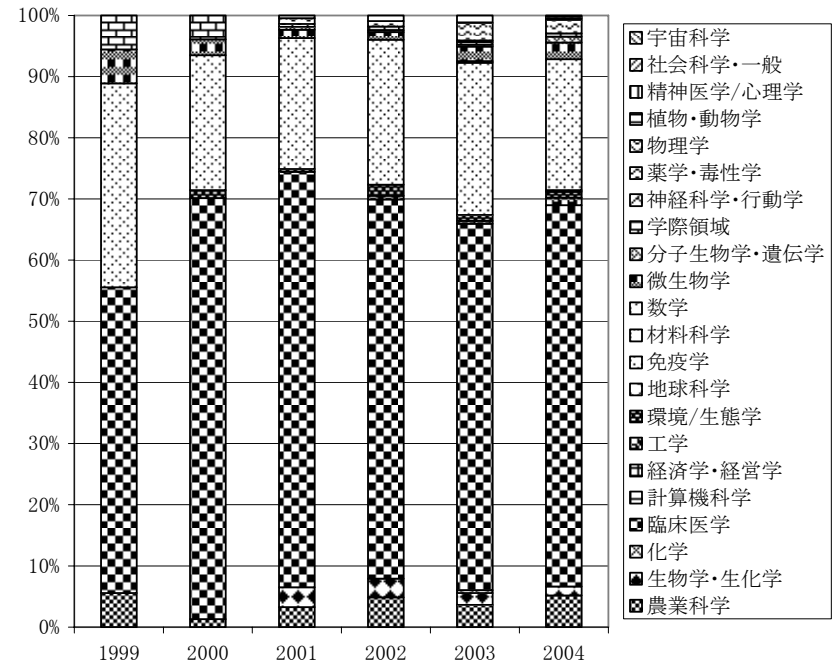 100%
90%
80%
70%
60%
50%
40%
30%
20%
10%
0%
1999 2000 2001 2002 2003 2004
宇宙科学
社会科学・一般
精神医学/心理学
植物・動物学
物理学
薬学・毒性学
神経科学・行動学
学際領域
分子生物学・遺伝学
微生物学
数学
材料科学
免疫学
地球科学
環境/生態学
工学
経済学・経営学
計算機科学
臨床医学
化学
生物学・生化学
農業科学